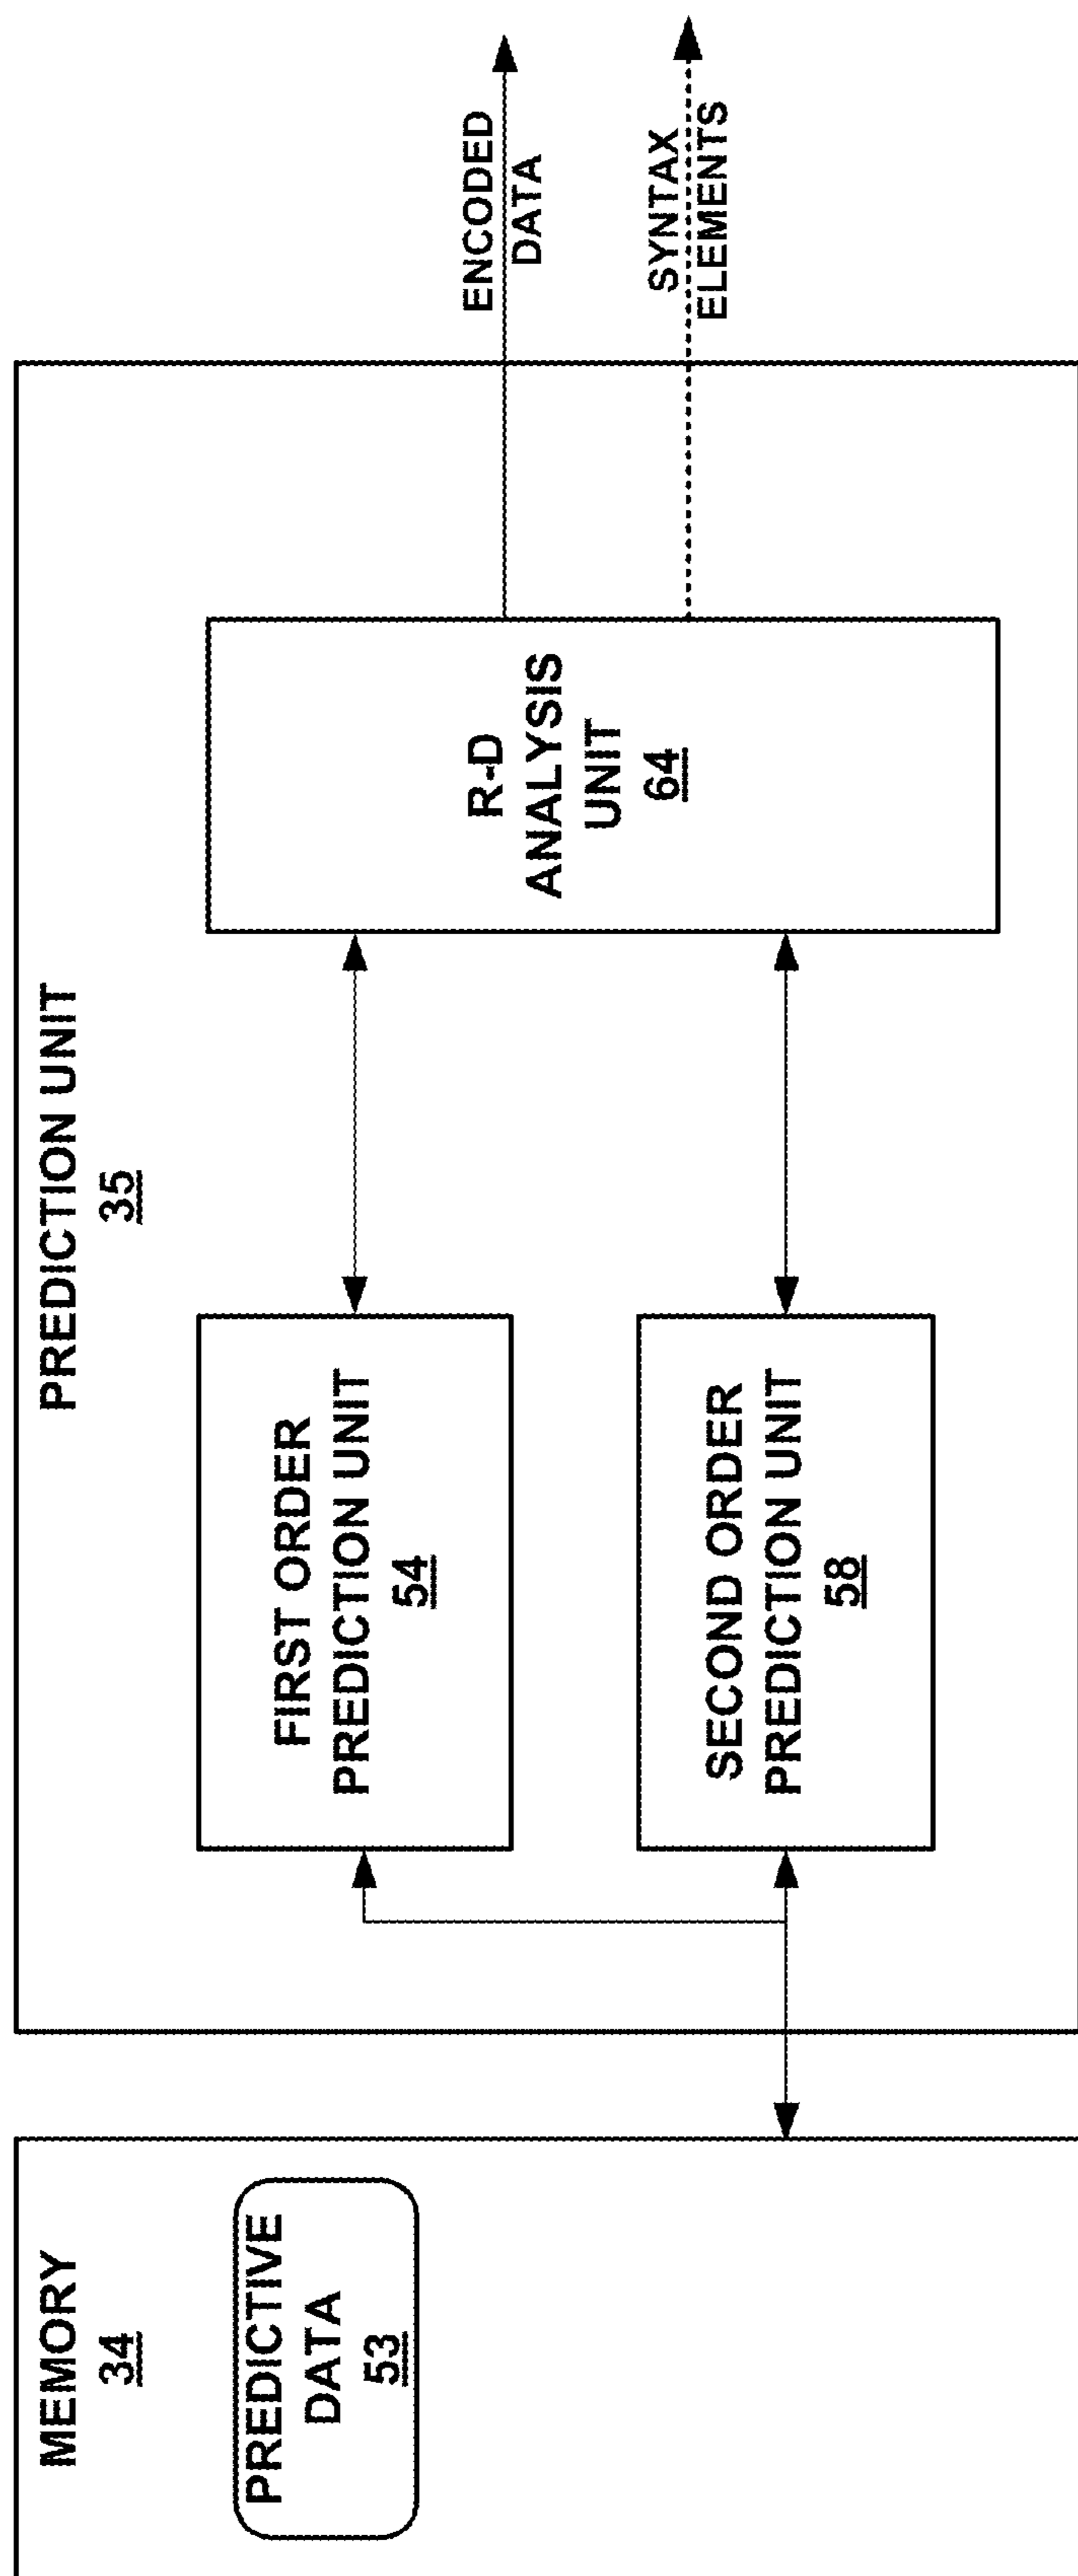 MEMORY
34
PREDICTIVE
DATA
53
PREDICTION UNIT
35
FIRST ORDER
PREDICTION UNIT
54
SECOND ORDER
PREDICTION UNIT
58
R-D
ANALYSIS
UNIT
64
ENCODED
DATA
SYNTAX
ELEMENTS